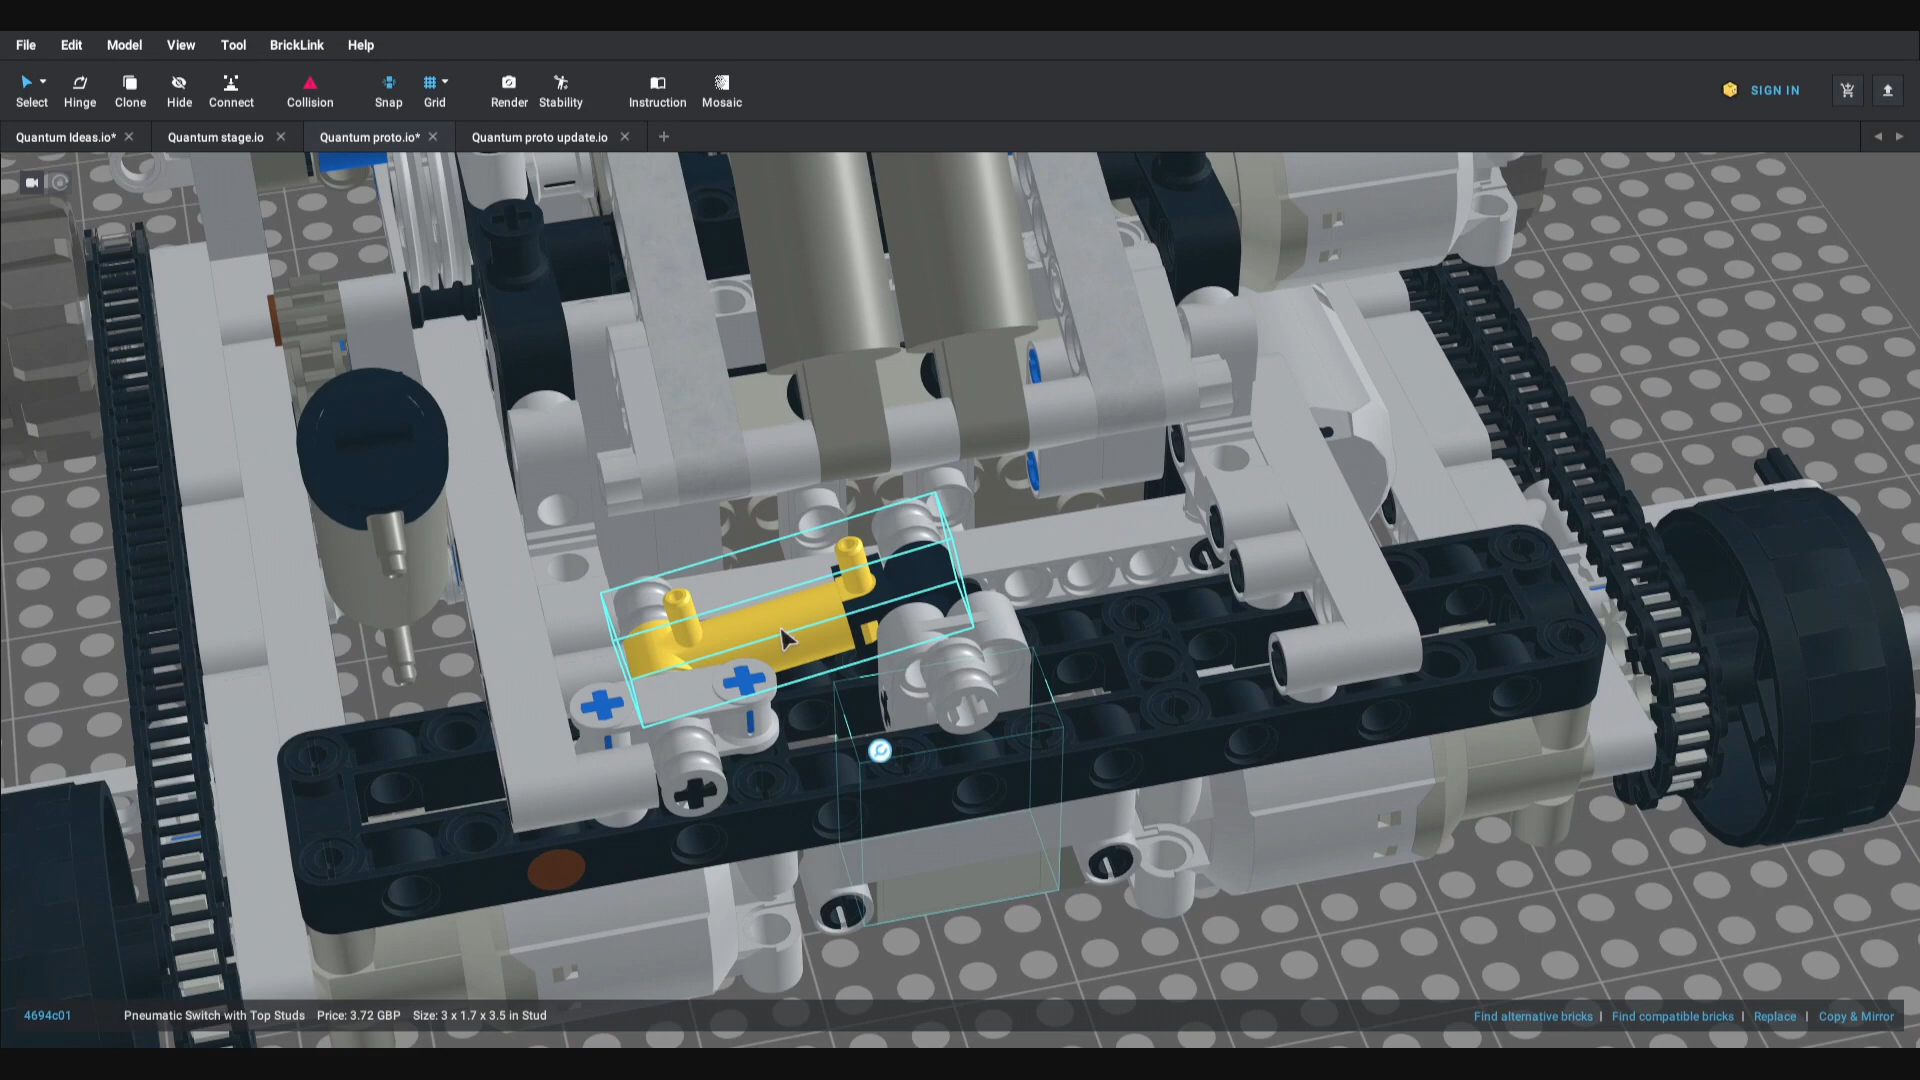 File Edit Model View Tool BrickLink Help
Select Hinge Clone Hide Connect Collision Snap Grid Render Stability Instruction Mosaic SIGN IN
Quantum Ideas.io* Quantum stage.io Quantum proto.io* Quantum proto update.io
4694c01 Pneumatic Switch with Top Studs Price: 3.72 GBP Size: 3 x 1.7 x 3.5 in Stud Find alternative bricks | Find compatible bricks | Replace | Copy & Mirror